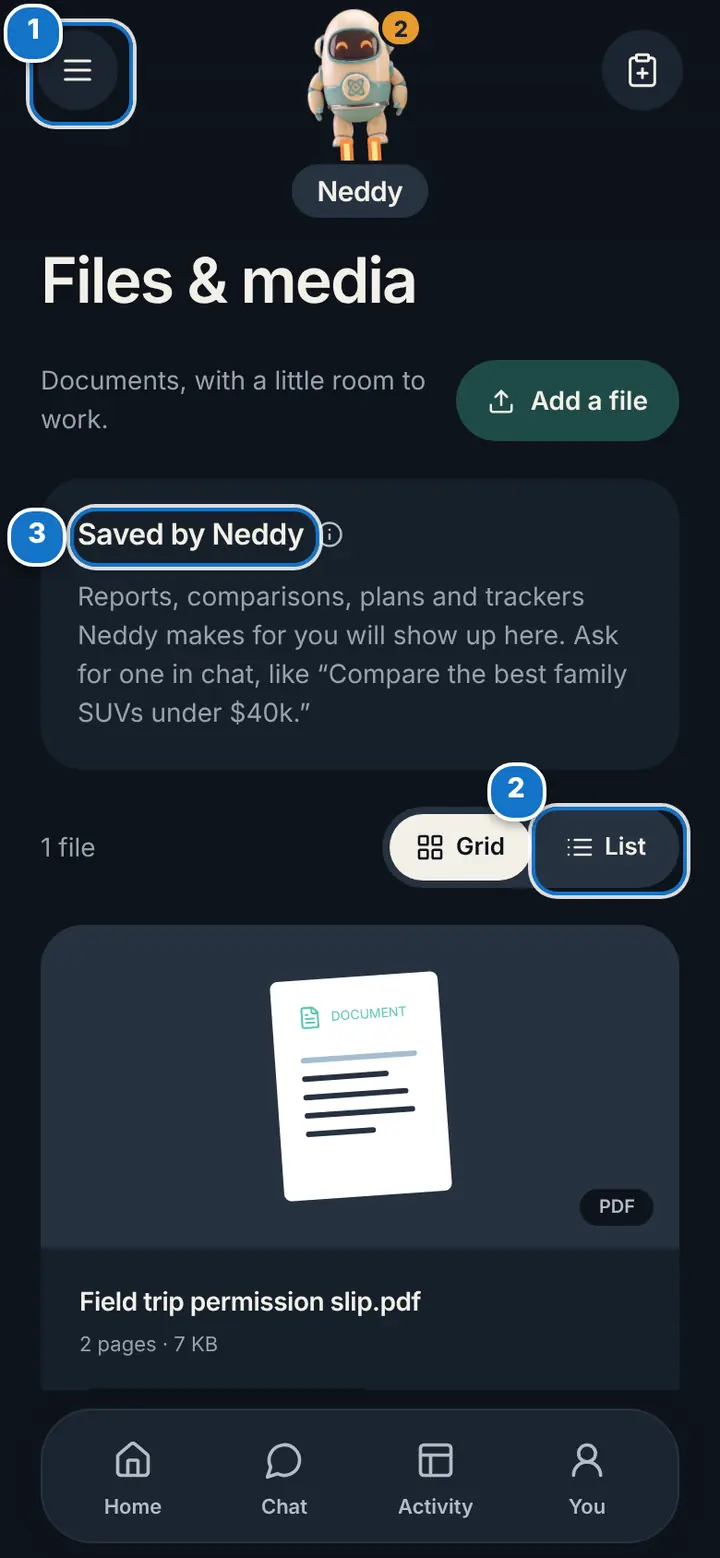 1
2
Neddy
Files & media
Documents, with a little room to
work.
Add a file
3
Saved by Neddy
Reports, comparisons, plans and trackers
Neddy makes for you will show up here. Ask
for one in chat, like “Compare the best family
SUVs under $40k.”
2
1 file
Grid
List
DOCUMENT
PDF
Field trip permission slip.pdf
2 pages · 7 KB
Home
Chat
Activity
You